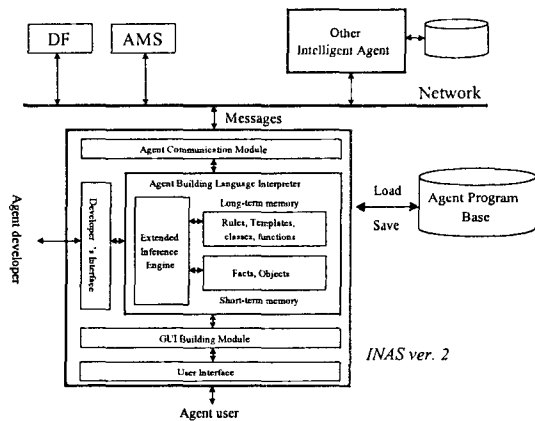 DF
AMS
Other
Intelligent Agent
Network
Messages
Agent Communication Module
Agent Building Language Interpreter
Long-term memory
Rules, Templates,
classes, functions
Extended
Inference
Engine
Facts, Objects
Short-term memory
Developer's Interface
Agent developer
Load
Save
Agent Program
Base
GUI Building Module
User Interface
INAS ver. 2
Agent user